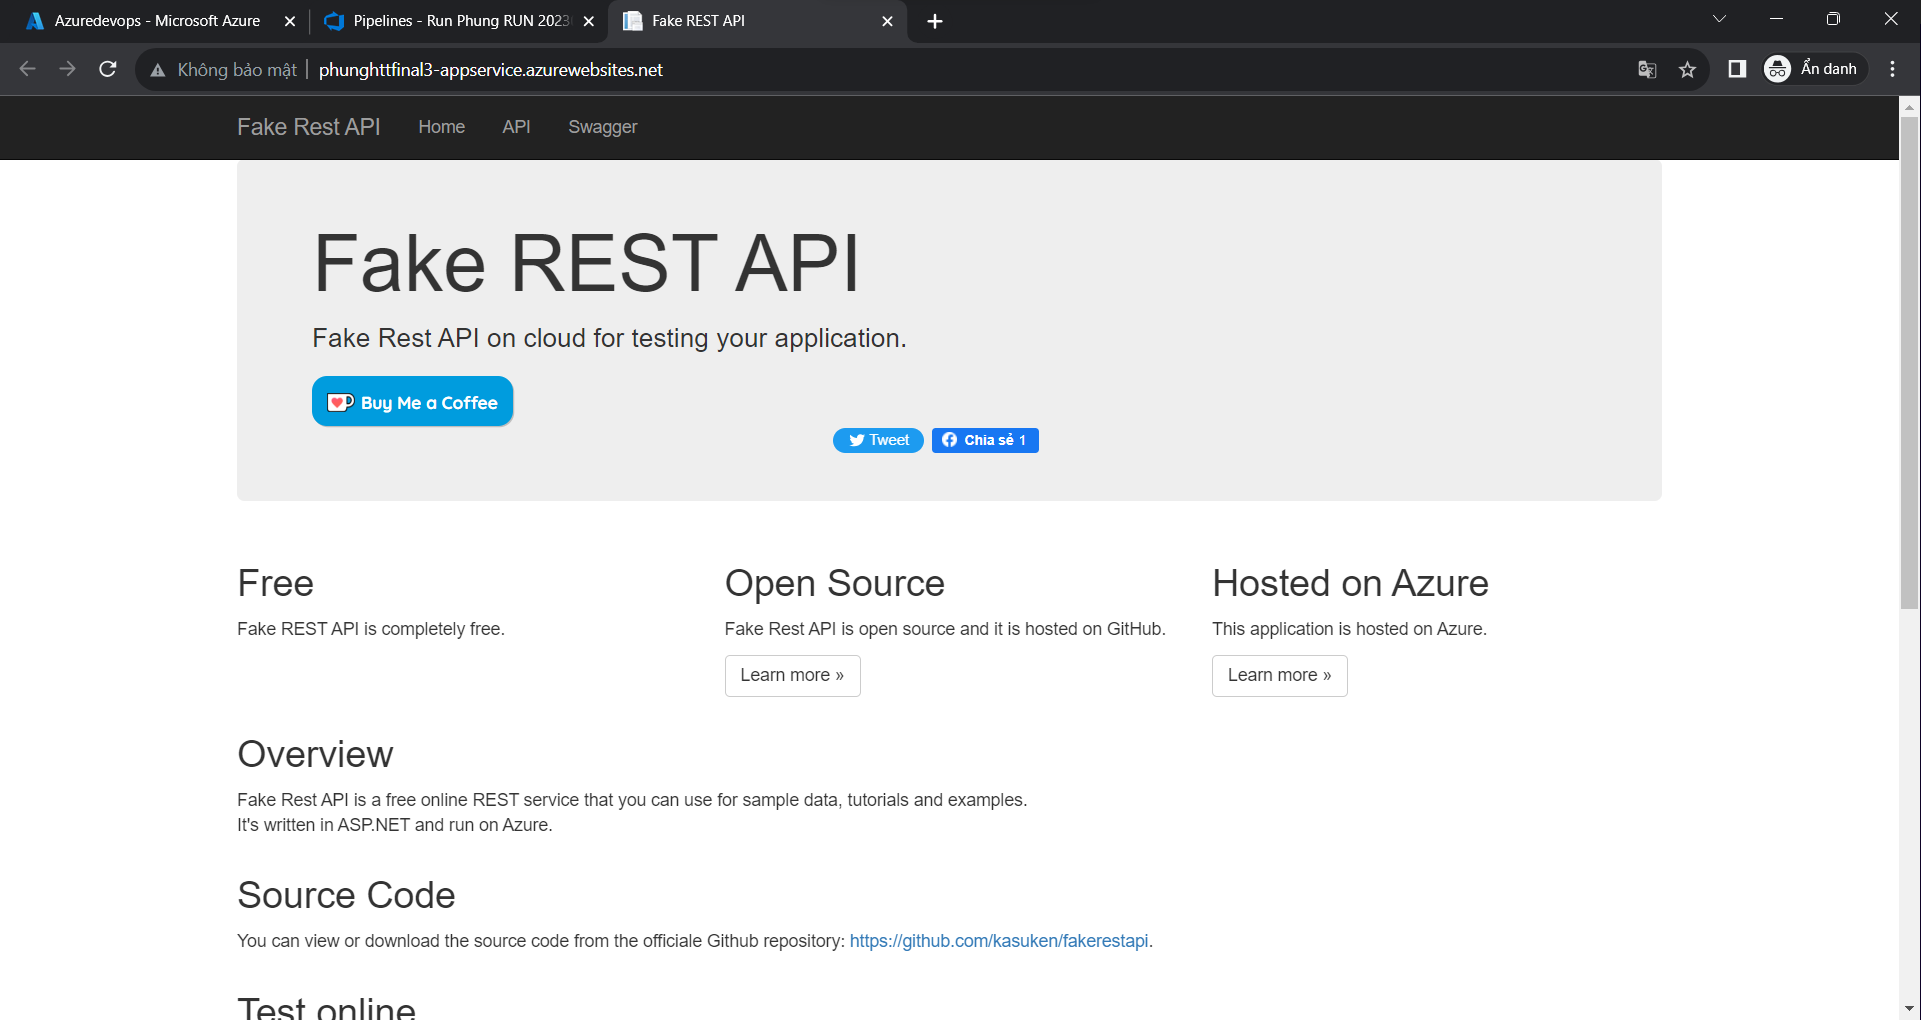 Azuredevops - Microsoft Azure
Pipelines - Run Phung RUN 2023
Fake REST API
Không bảo mật
phunghttfinal3-appservice.azurewebsites.net
Ẩn danh
Fake Rest API
Home
API
Swagger
Fake REST API
Fake Rest API on cloud for testing your application.
Buy Me a Coffee
Tweet
Chia sẻ 1
Free
Fake REST API is completely free.
Open Source
Fake Rest API is open source and it is hosted on GitHub.
Learn more »
Hosted on Azure
This application is hosted on Azure.
Learn more »
Overview
Fake Rest API is a free online REST service that you can use for sample data, tutorials and examples.
It's written in ASP.NET and run on Azure.
Source Code
You can view or download the source code from the officiale Github repository: https://github.com/kasuken/fakerestapi.
Test online